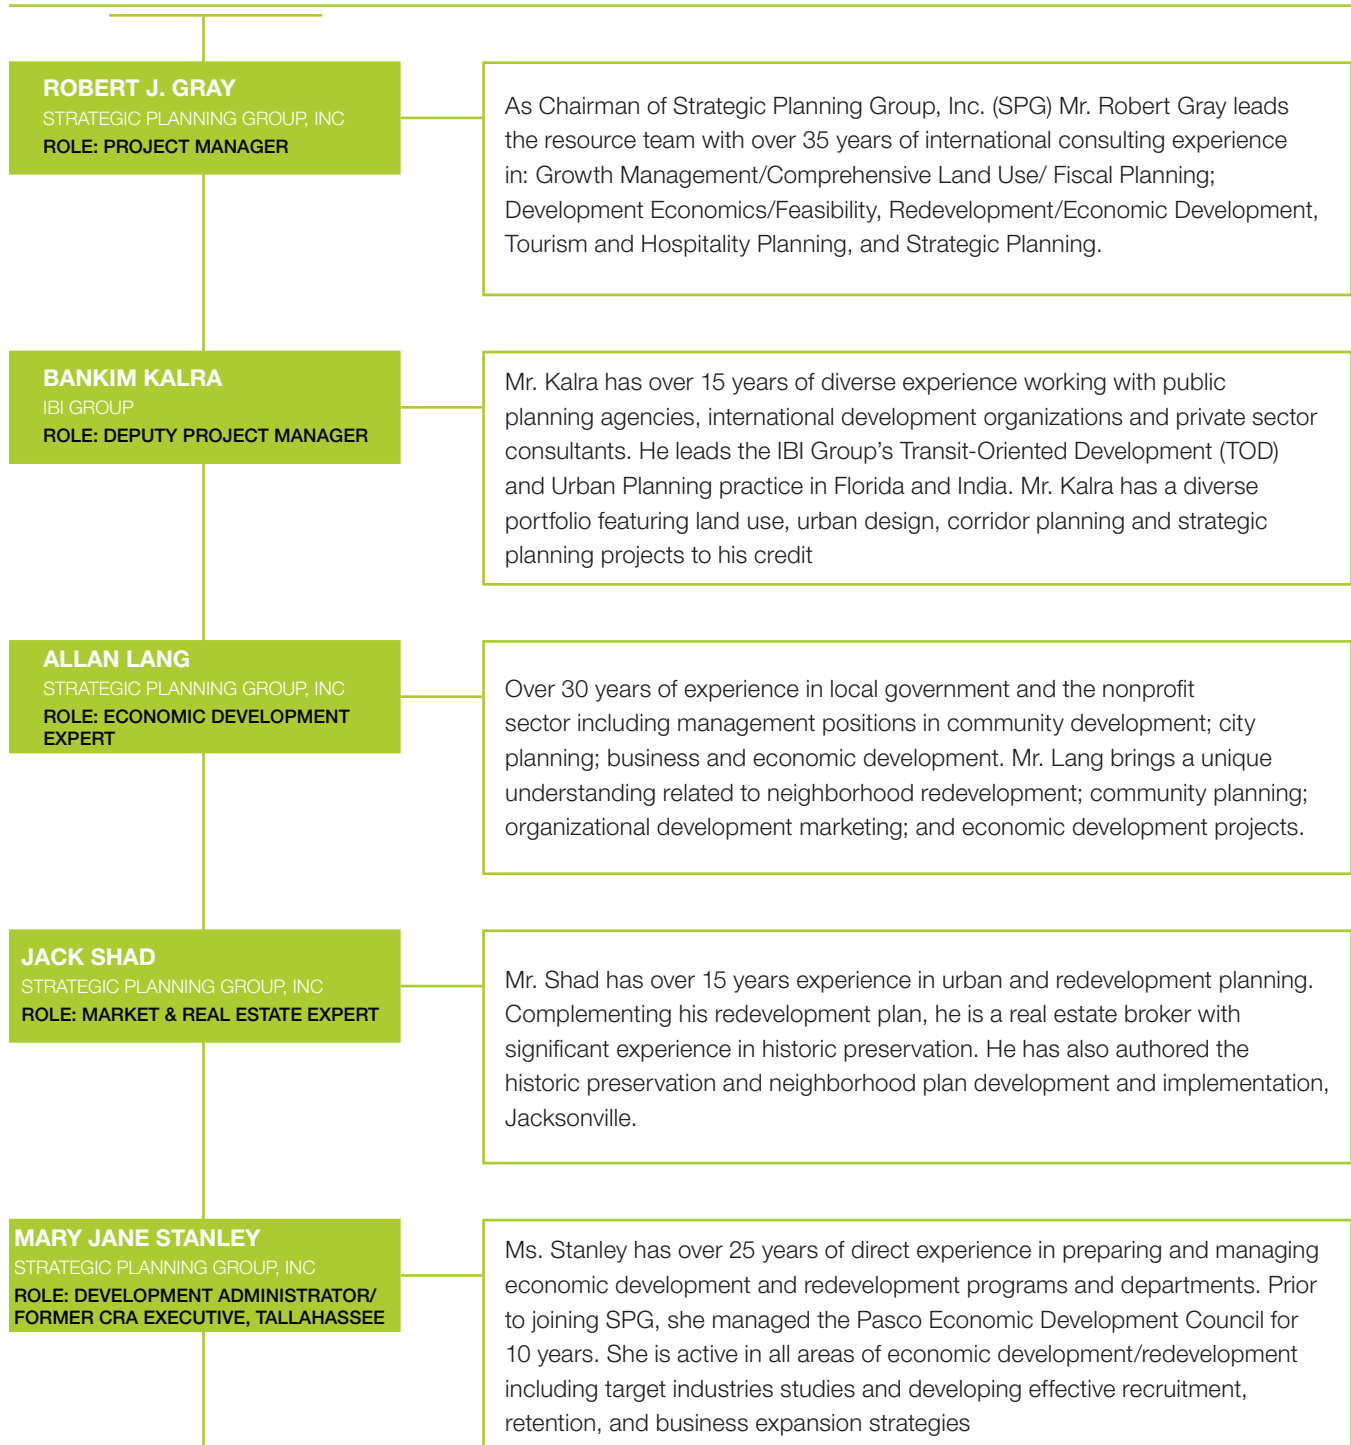 ROBERT J. GRAY
STRATEGIC PLANNING GROUP, INC
ROLE: PROJECT MANAGER
As Chairman of Strategic Planning Group, Inc. (SPG) Mr. Robert Gray leads
the resource team with over 35 years of international consulting experience
in: Growth Management/Comprehensive Land Use/ Fiscal Planning;
Development Economics/Feasibility, Redevelopment/Economic Development,
Tourism and Hospitality Planning, and Strategic Planning.
BANKIM KALRA
IBI GROUP
ROLE: DEPUTY PROJECT MANAGER
Mr. Kalra has over 15 years of diverse experience working with public
planning agencies, international development organizations and private sector
consultants. He leads the IBI Group's Transit-Oriented Development (TOD)
and Urban Planning practice in Florida and India. Mr. Kalra has a diverse
portfolio featuring land use, urban design, corridor planning and strategic
planning projects to his credit
ALLAN LANG
STRATEGIC PLANNING GROUP, INC
ROLE: ECONOMIC DEVELOPMENT
EXPERT
Over 30 years of experience in local government and the nonprofit
sector including management positions in community development; city
planning; business and economic development. Mr. Lang brings a unique
understanding related to neighborhood redevelopment; community planning;
organizational development marketing; and economic development projects.
JACK SHAD
STRATEGIC PLANNING GROUP, INC
ROLE: MARKET & REAL ESTATE EXPERT
Mr. Shad has over 15 years experience in urban and redevelopment planning.
Complementing his redevelopment plan, he is a real estate broker with
significant experience in historic preservation. He has also authored the
historic preservation and neighborhood plan development and implementation,
Jacksonville.
MARY JANE STANLEY
STRATEGIC PLANNING GROUP, INC
ROLE: DEVELOPMENT ADMINISTRATOR/
FORMER CRA EXECUTIVE, TALLAHASSEE
Ms. Stanley has over 25 years of direct experience in preparing and managing
economic development and redevelopment programs and departments. Prior
to joining SPG, she managed the Pasco Economic Development Council for
10 years. She is active in all areas of economic development/redevelopment
including target industries studies and developing effective recruitment,
retention, and business expansion strategies